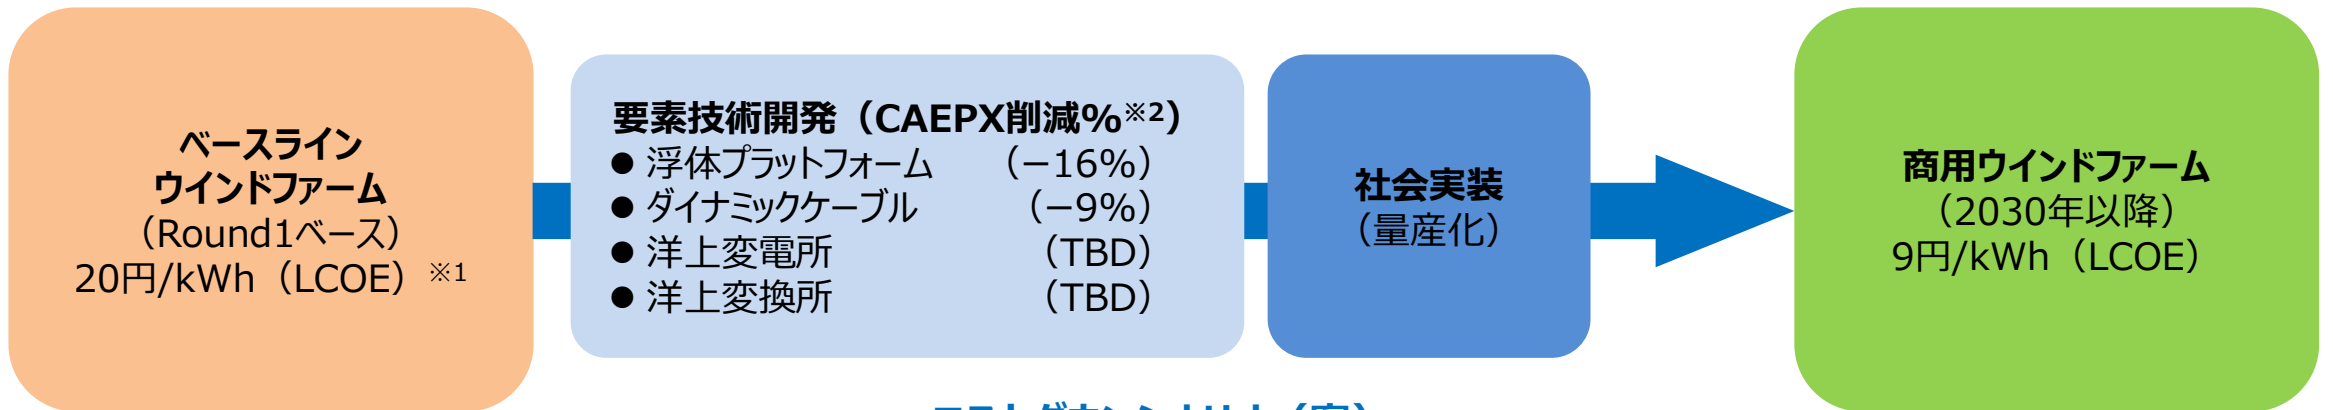 ベースライン
ウインドファーム
（Round1ベース）
20円/kWh（LCOE）※1
要素技術開発（CAEPX削減%※2）
● 浮体プラットフォーム （−16%）
● ダイナミックケーブル （−9%）
● 洋上変電所 （TBD）
● 洋上変換所 （TBD）
社会実装
（量産化）
商用ウインドファーム
（2030年以降）
9円/kWh（LCOE）